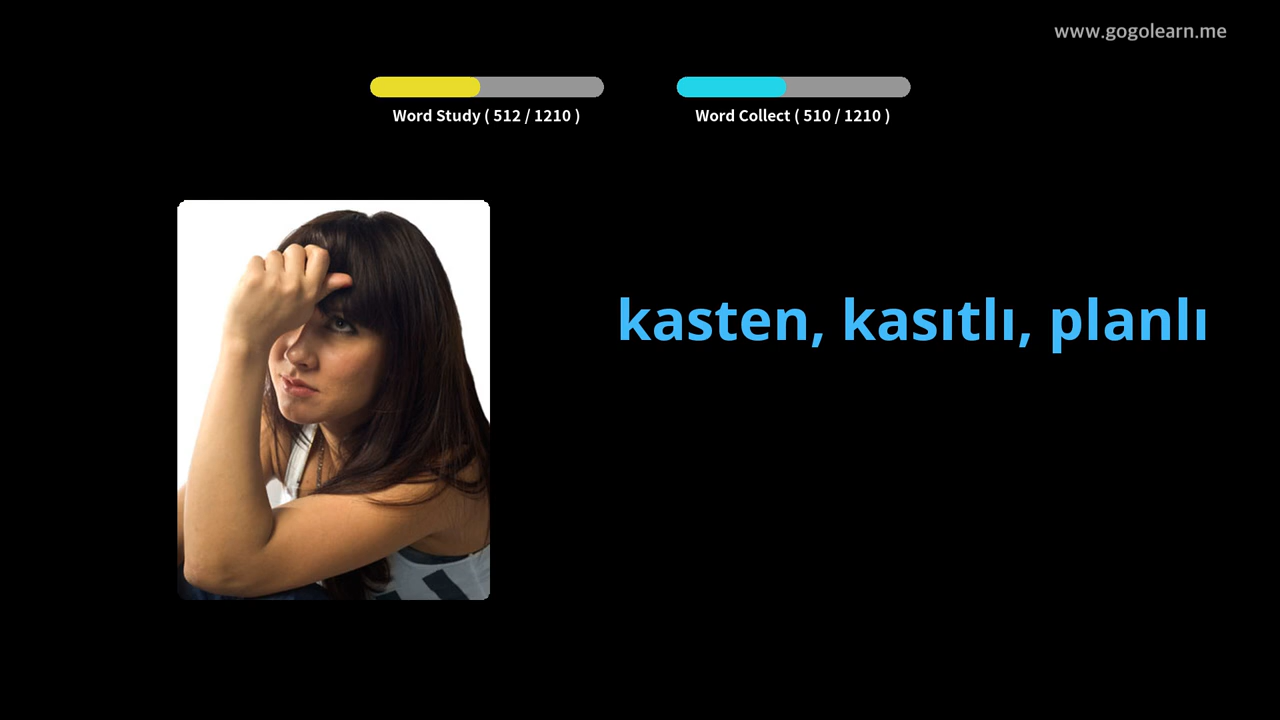 www.gogolearn.me
Word Study ( 512 / 1210 )
Word Collect ( 510 / 1210 )
kasten, kasıtlı, planlı